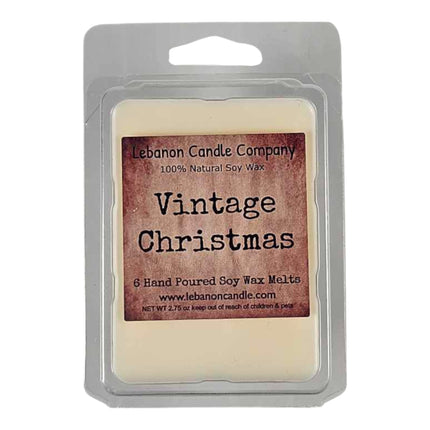 Lebanon Candle Company
100% Natural Soy Wax
Vintage
Christmas
6 Hand Poured Soy Wax Melts
www.lebanoncandle.com
NET WT 2.75 oz keep out of reach of children & pets